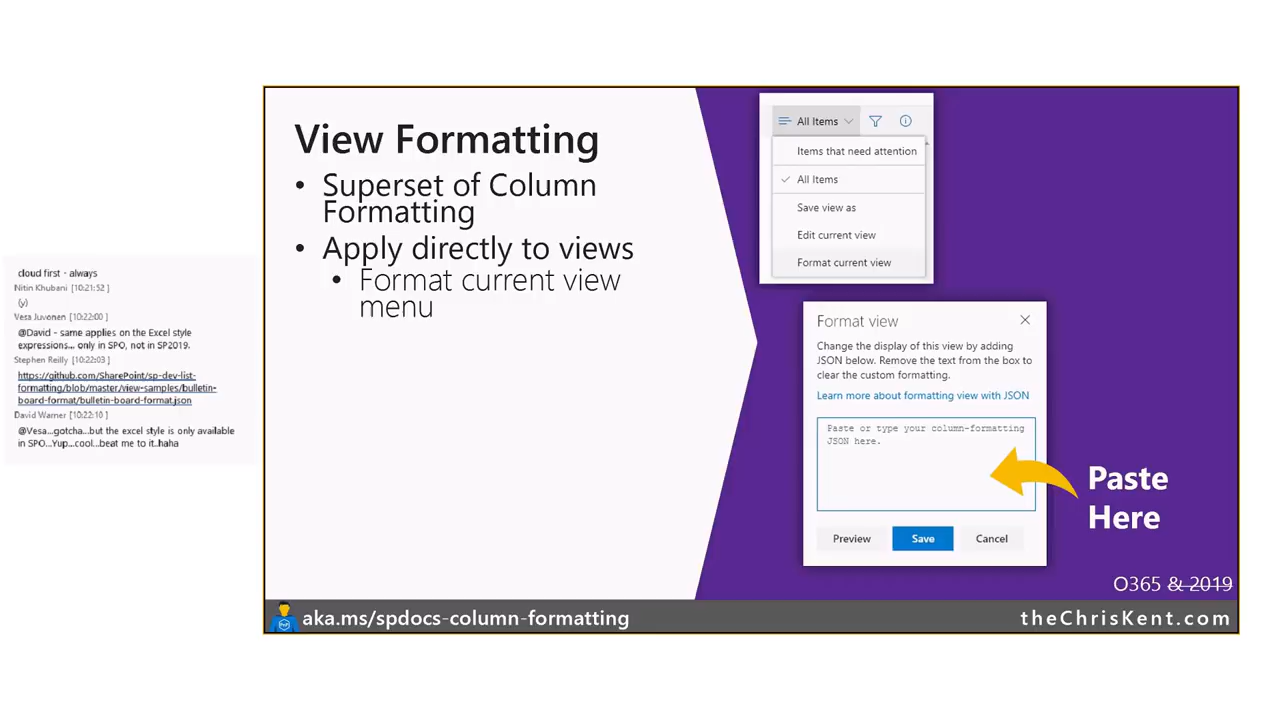 cloud first - always
Nitin Khubani [10:21:52 ]
(y)
Vesa Juvonen [10:22:00 ]
@David - same applies on the Excel style
expressions... only in SPO, not in SP2019.
Stephen Reilly [10:22:03 ]
https://github.com/SharePoint/sp-dev-list-
formatting/blob/master/view-samples/bulletin-
board-format/bulletin-board-format.json
David Warner [10:22:10 ]
@Vesa...gotcha...but the excel style is only available
in SPO...Yup...cool...beat me to it..haha
View Formatting
• Superset of Column
Formatting
• Apply directly to views
• Format current view
menu
All Items
Items that need attention
All Items
Save view as
Edit current view
Format current view
Format view
Change the display of this view by adding
JSON below. Remove the text from the box to
clear the custom formatting.
Learn more about formatting view with JSON
Paste or type your column-formatting
JSON here.
Preview Save Cancel
Paste
Here
O365 & 2019
aka.ms/spdocs-column-formatting
theChrisKent.com